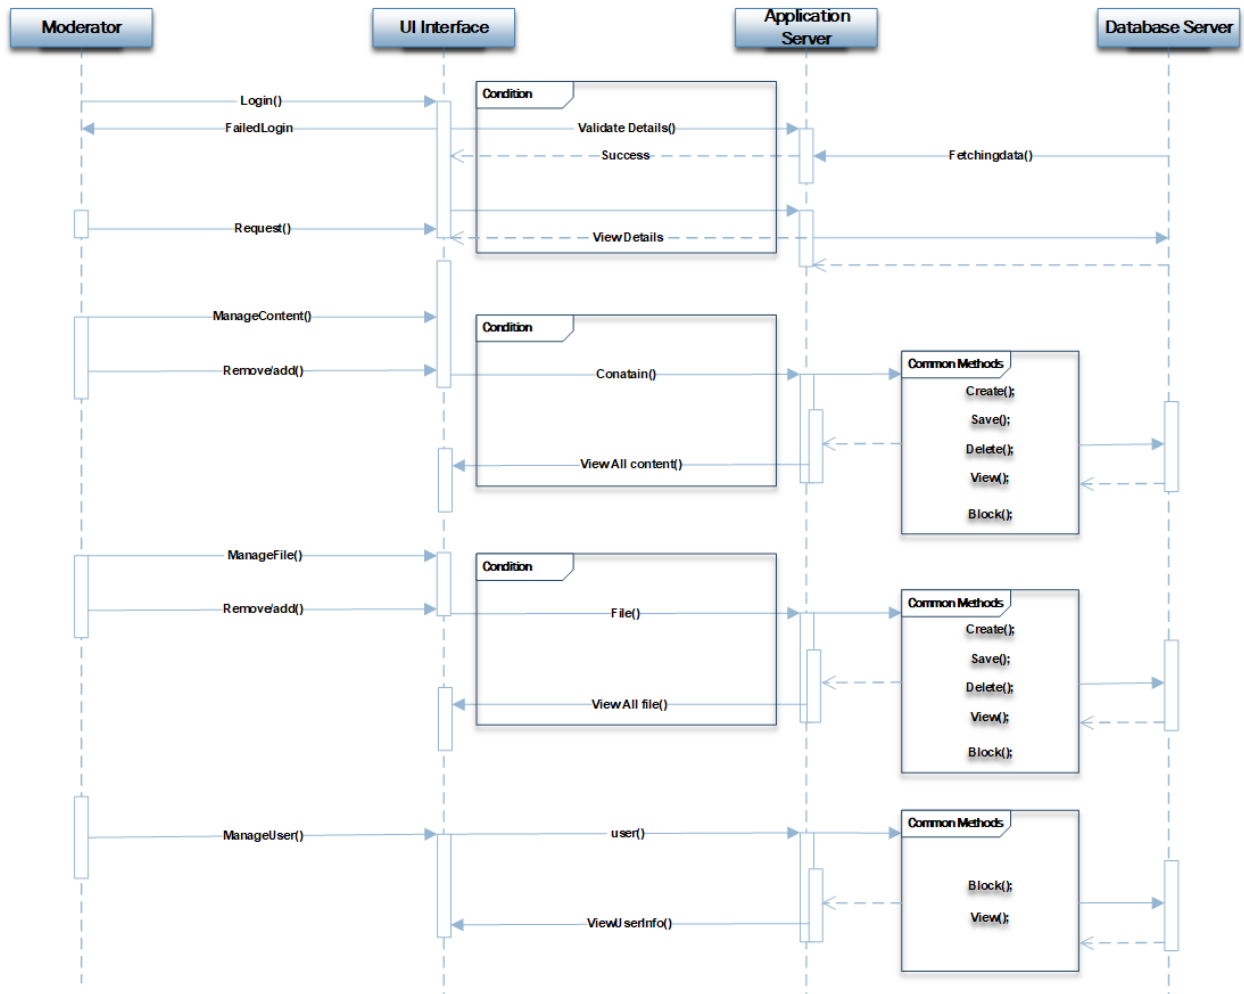 Moderator
UI Interface
Application
Server
Database Server
Condition
Login()
FailedLogin
Validate Details()
Success
Fetchingdata()
Request()
View Details
ManageContent()
Condition
Remove/add()
Conatain()
Common Methods
Create();
Save();
Delete();
View All content()
View();
Block();
ManageFile()
Condition
Remove/add()
File()
Common Methods
Create();
Save();
Delete();
View All file()
View();
Block();
ManageUser()
user()
Common Methods
Block();
View();
ViewUserInfo()